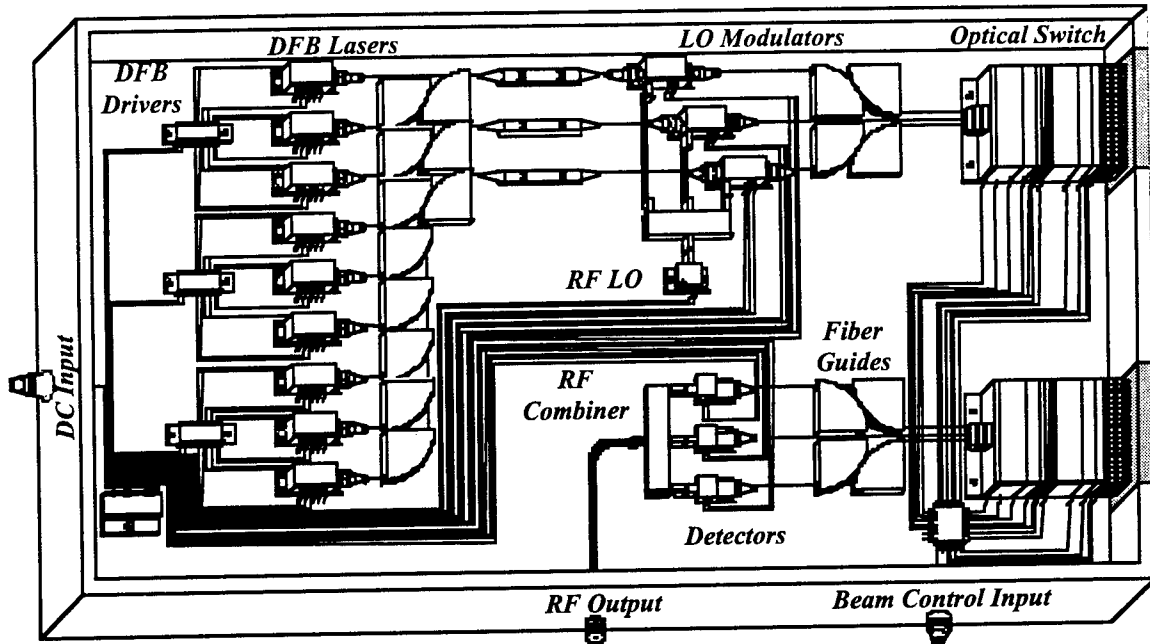 DFB Lasers
LO Modulators
Optical Switch
DFB
Drivers
RF LO
Fiber
Guides
DC Input
RF
Combiner
Detectors
RF Output
Beam Control Input